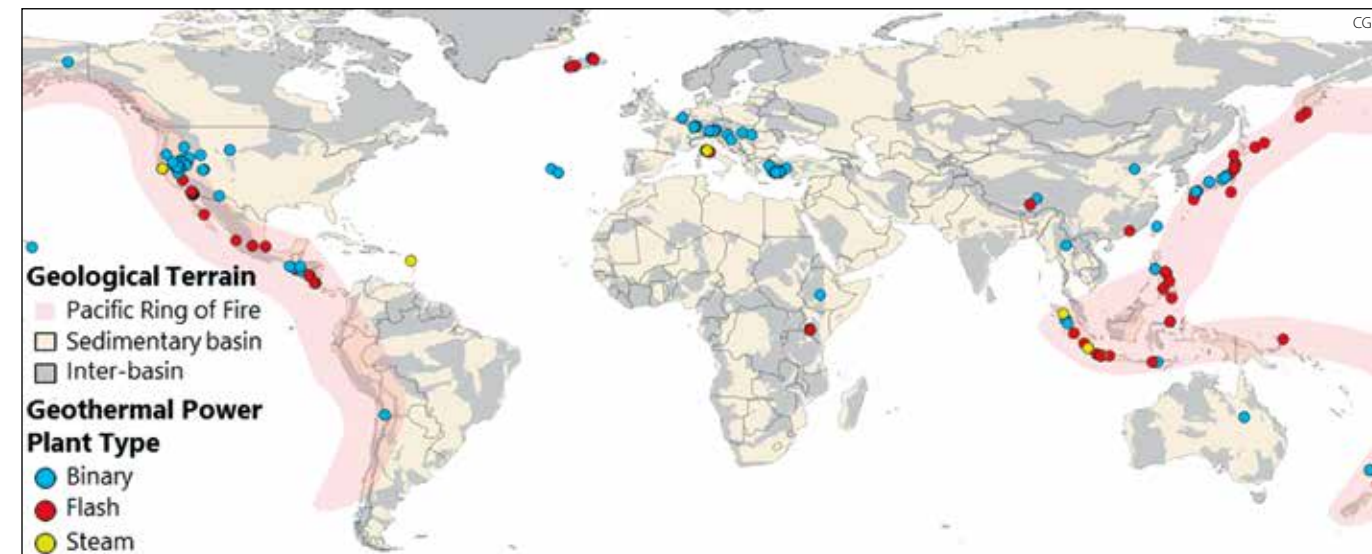 CG
Geological Terrain
Pacific Ring of Fire
Sedimentary basin
Inter-basin
Geothermal Power
Plant Type
Binary
Flash
Steam